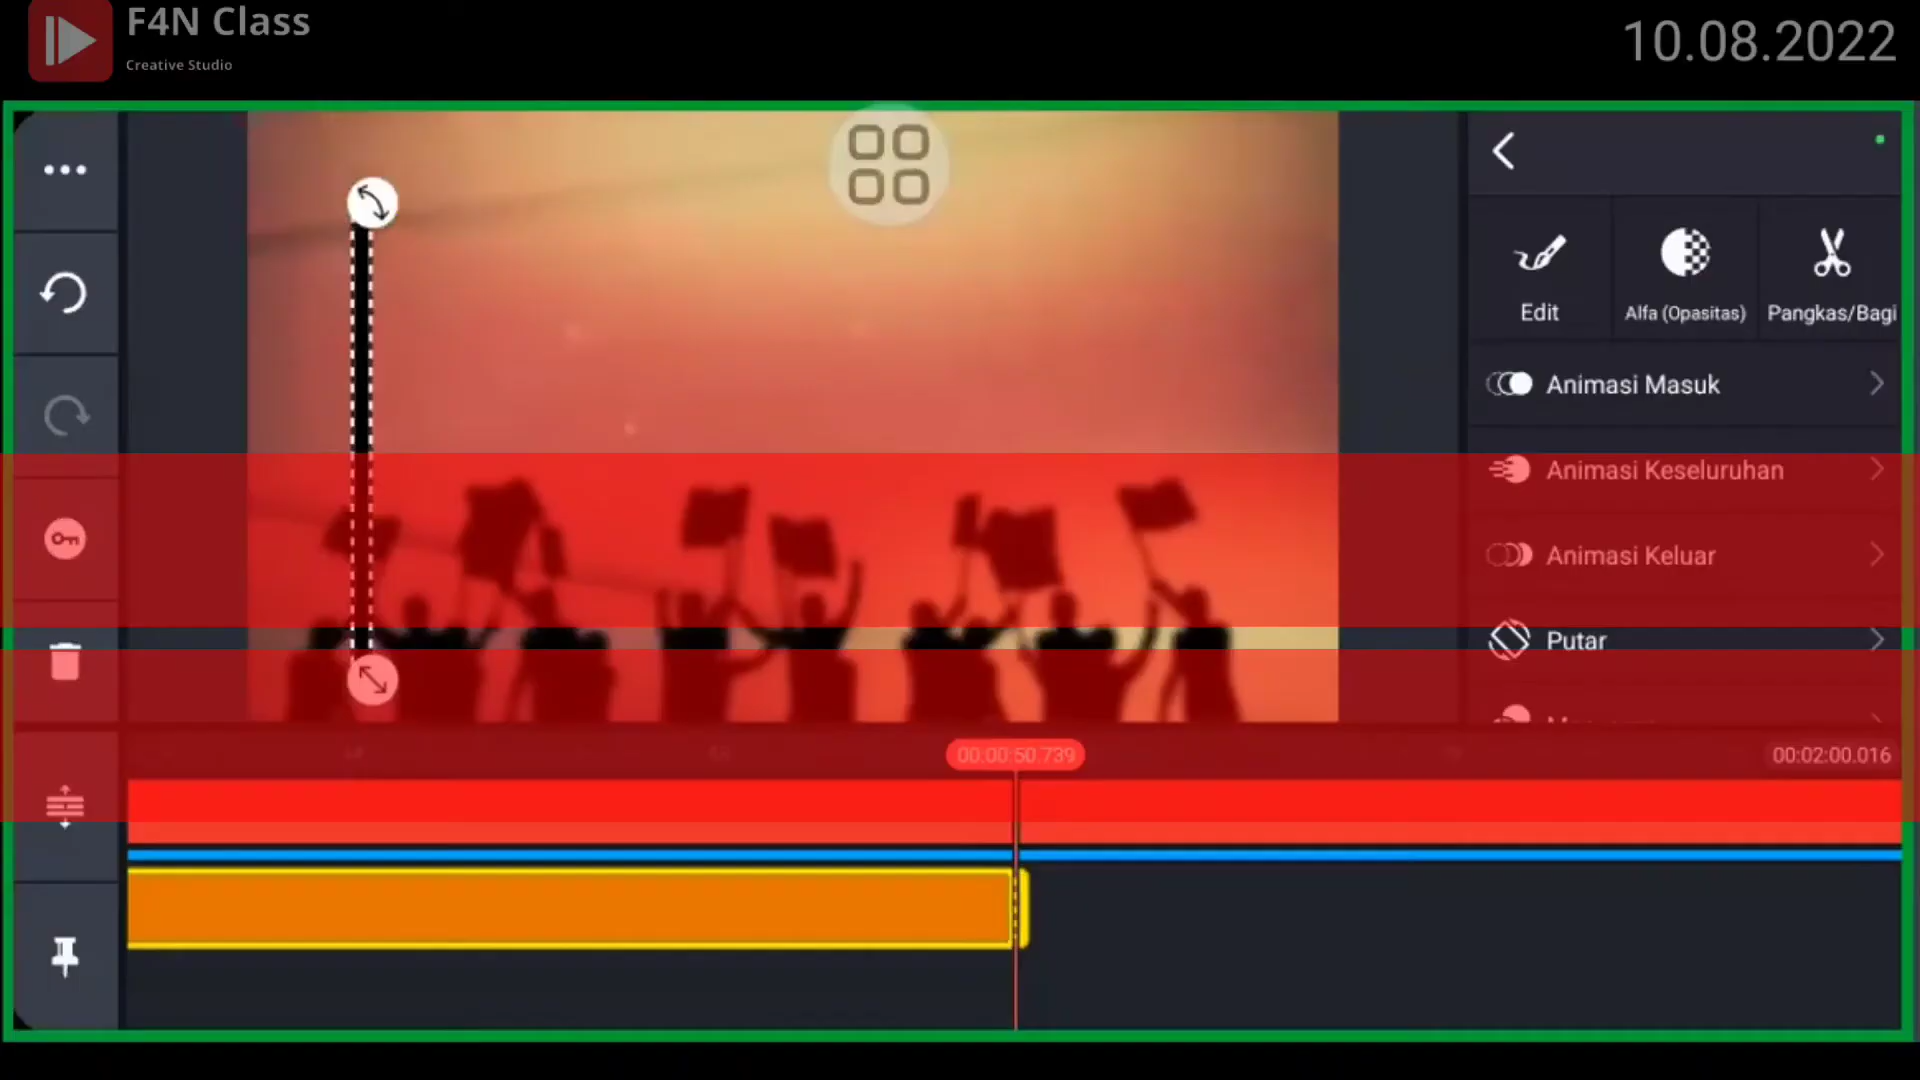 F4N Class
Creative Studio
10.08.2022
Edit
Alfa (Opasitas)
Pangkas/Bagi
Animasi Masuk
Animasi Keseluruhan
Animasi Keluar
Putar
00:00:50.739
00:02:00.016